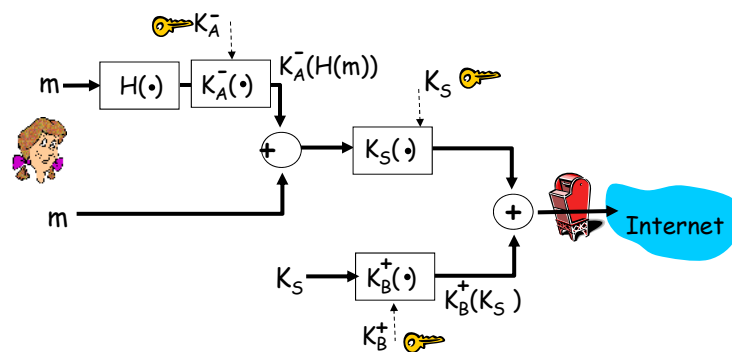 K_A^-
m
H(·)
K_A^-(·)
K_A^-(H(m))
K_S
+
K_S(·)
m
+
Internet
K_S
K_B^+(·)
K_B^+(K_S)
K_B^+